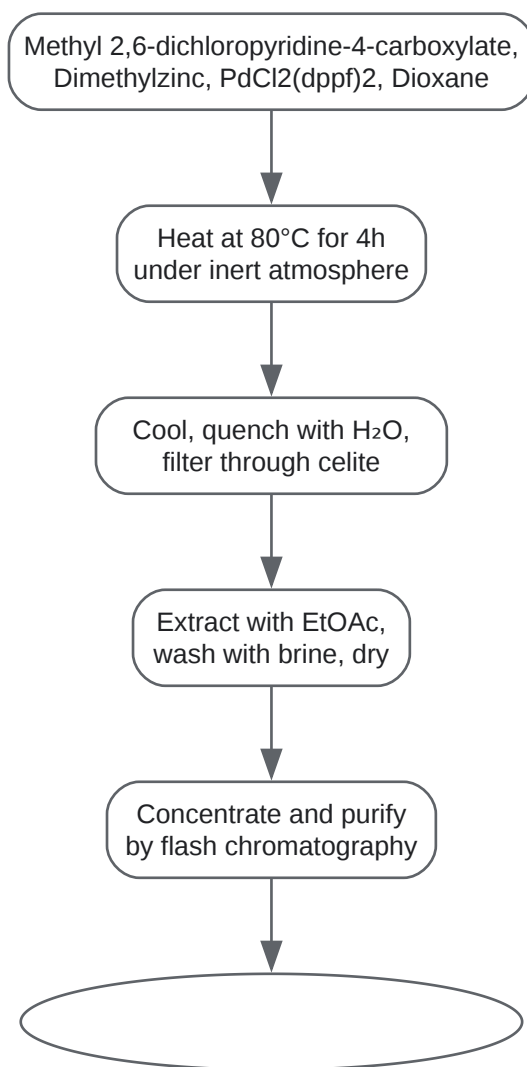 Methyl 2,6-dichloropyridine-4-carboxylate,
Dimethylzinc, PdCl2(dppf)2, Dioxane
Heat at 80°C for 4h
under inert atmosphere
Cool, quench with H₂O,
filter through celite
Extract with EtOAc,
wash with brine, dry
Concentrate and purify
by flash chromatography